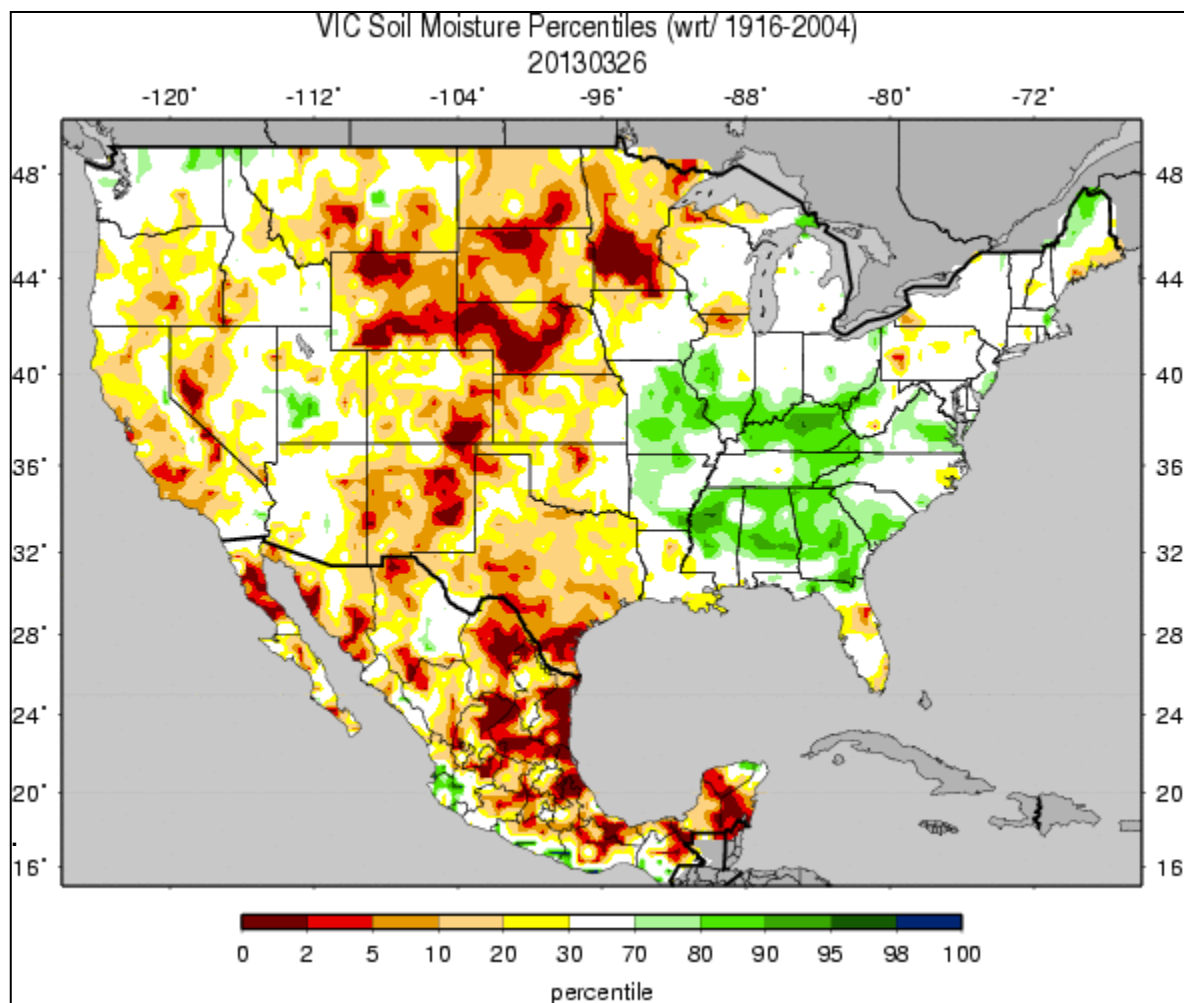 VIC Soil Moisture Percentiles (wrt/ 1916-2004)
20130326
-120˚ -112˚ -104˚ -96˚ -88˚ -80˚ -72˚
48˚ 48˚
44˚ 44˚
40˚ 40˚
36˚ 36˚
32˚ 32˚
28˚ 28˚
24˚ 24˚
20˚ 20˚
16˚ 16˚
0 2 5 10 20 30 70 80 90 95 98 100
percentile